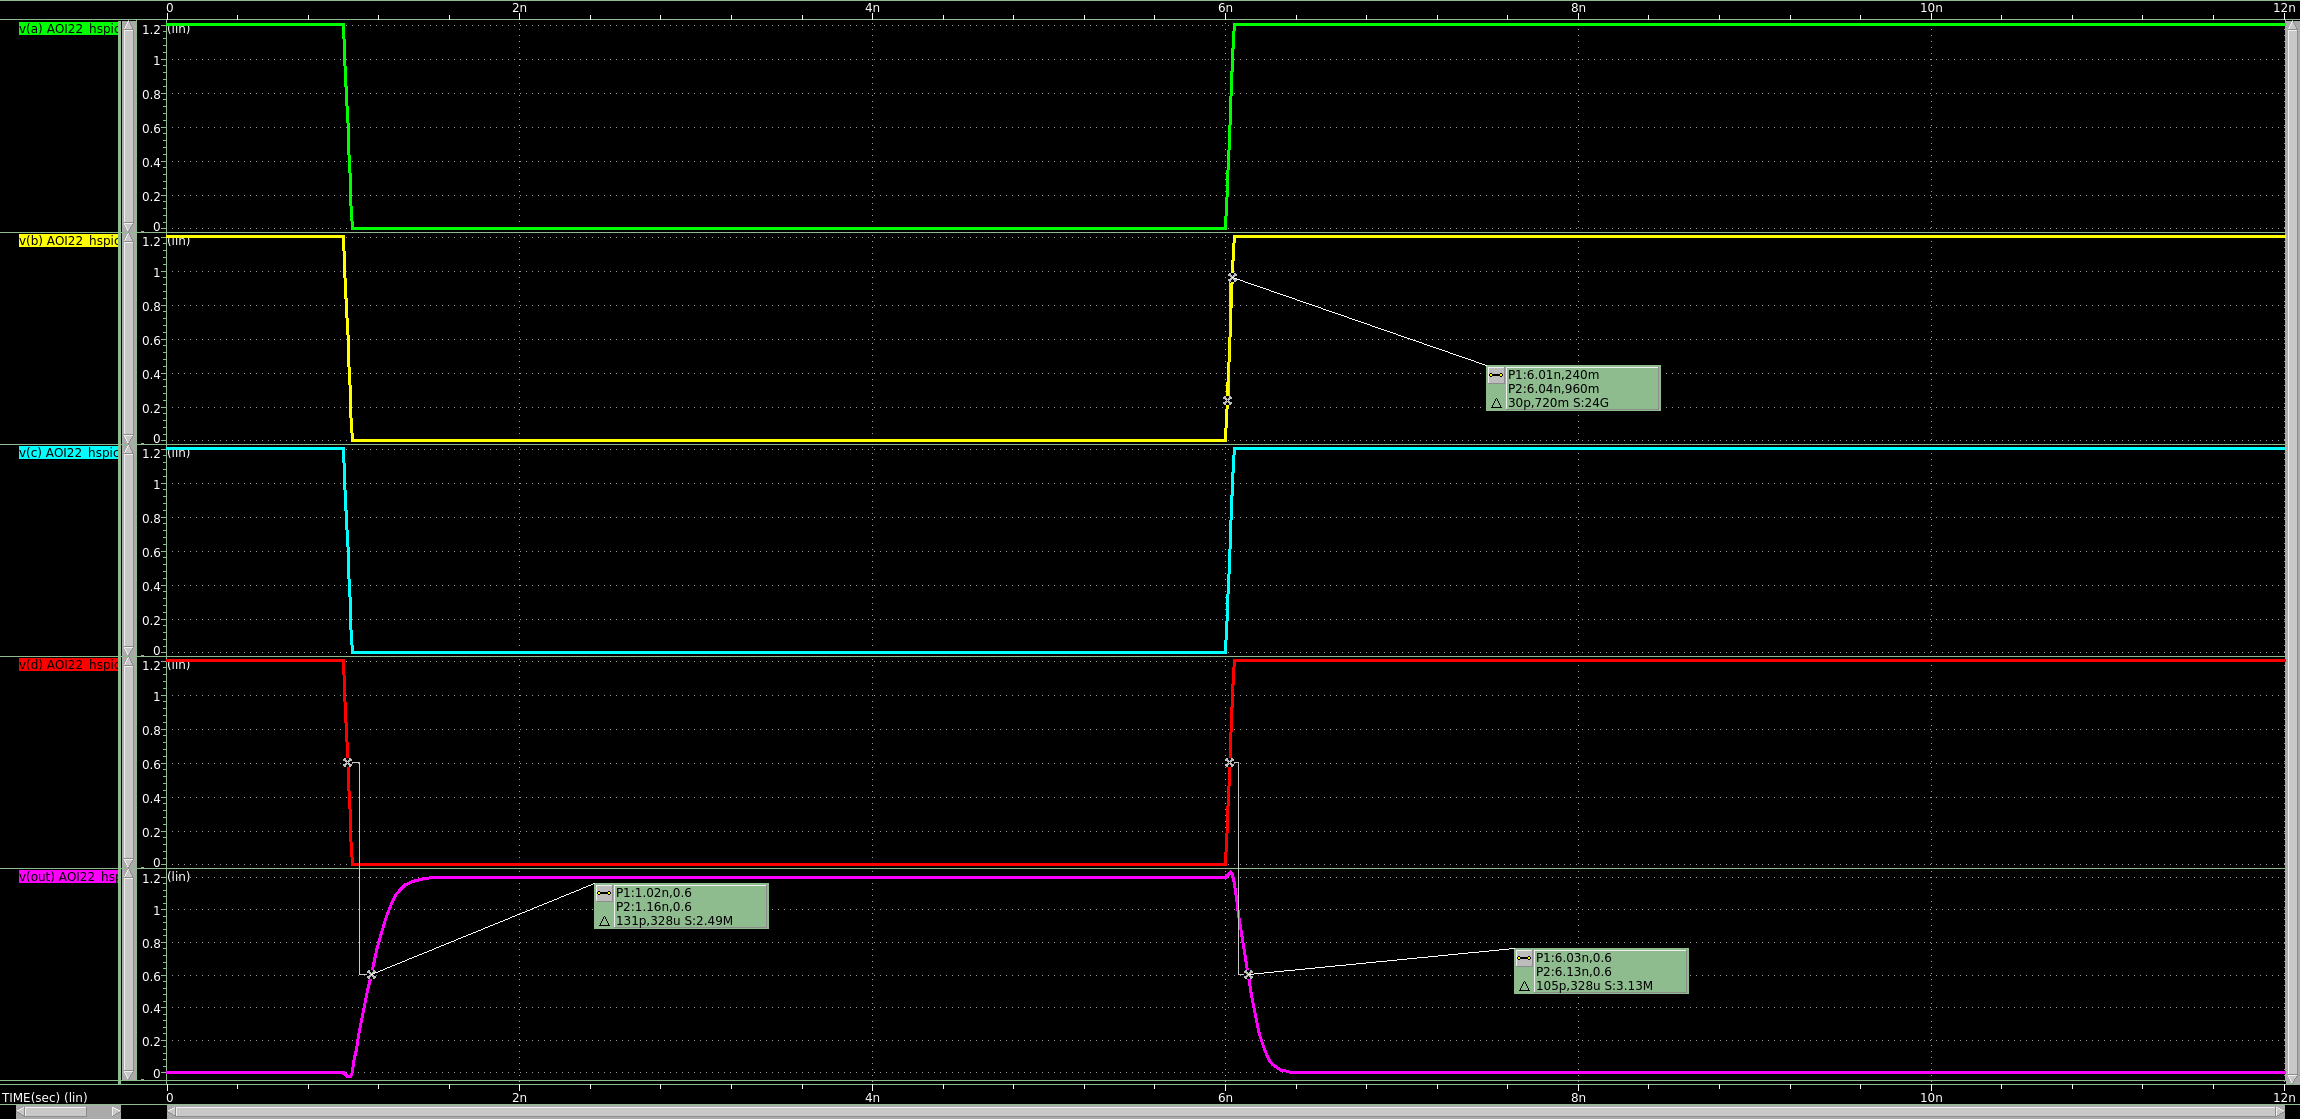 0 2n 4n 6n 8n 10n 12n
v(a) AOI22_hspic
(lin)
1.2
1
0.8
0.6
0.4
0.2
0
v(b) AOI22_hspic
(lin)
1.2
1
0.8
0.6
0.4
0.2
0
P1:6.01n,240m
P2:6.04n,960m
30p,720m S:24G
v(c) AOI22_hspic
(lin)
1.2
1
0.8
0.6
0.4
0.2
0
v(d) AOI22_hspic
(lin)
1.2
1
0.8
0.6
0.4
0.2
0
v(out) AOI22_hsp
(lin)
1.2
1
0.8
0.6
0.4
0.2
0
P1:1.02n,0.6
P2:1.16n,0.6
131p,328u S:2.49M
P1:6.03n,0.6
P2:6.13n,0.6
105p,328u S:3.13M
TIME(sec) (lin)
0 2n 4n 6n 8n 10n 12n